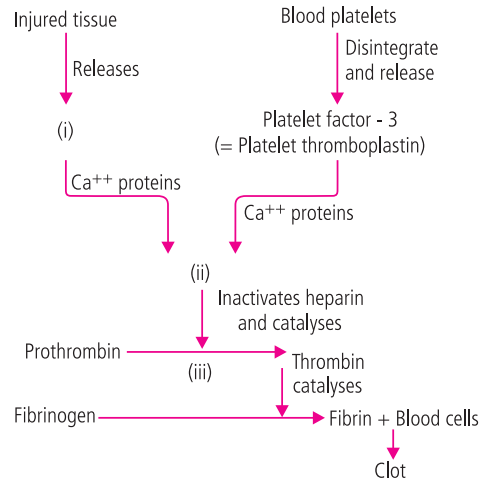 Injured tissue
Blood platelets
Releases
Disintegrate
and release
(i)
Platelet factor - 3
(= Platelet thromboplastin)
Ca++ proteins
Ca++ proteins
(ii)
Inactivates heparin
and catalyses
Prothrombin
(iii)
Thrombin
catalyses
Fibrinogen
Fibrin + Blood cells
Clot